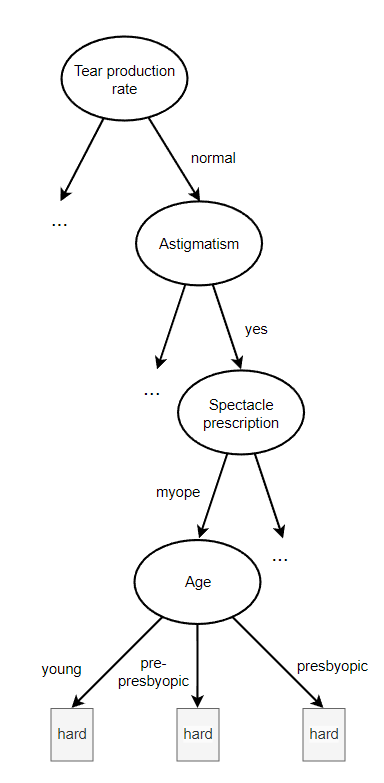 Tear production
rate
normal
...
Astigmatism
yes
...
Spectacle
prescription
myope
...
Age
young
pre-
presbyopic
presbyopic
hard
hard
hard